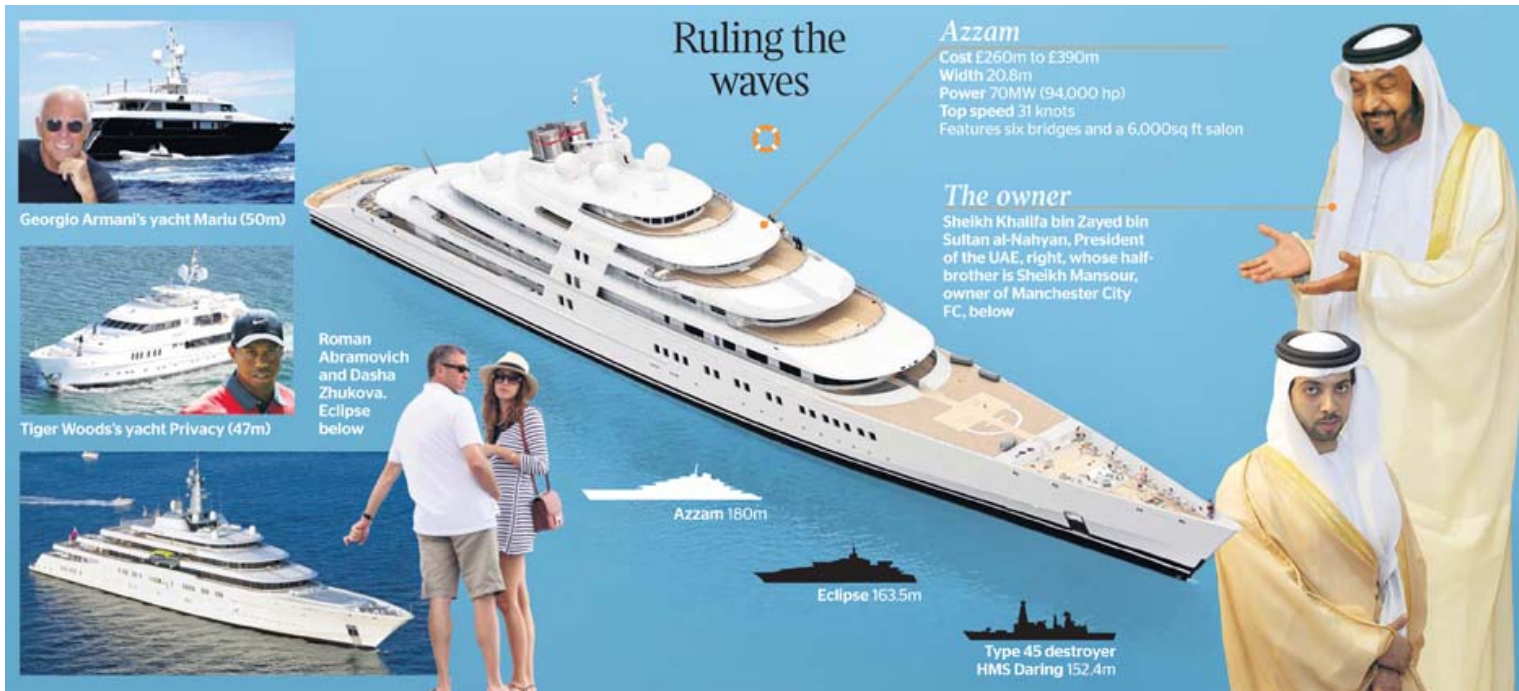 Ruling the
waves
Azzam
Cost £260m to £390m
Width 20.8m
Power 70MW (94,000 hp)
Top speed 31 knots
Features six bridges and a 6,000sq ft salon
The owner
Sheikh Khalifa bin Zayed bin
Sultan al-Nahyan, President
of the UAE, right, whose half-
brother is Sheikh Mansour,
owner of Manchester City
FC, below
Georgio Armani's yacht Mariu (50m)
Tiger Woods's yacht Privacy (47m)
Roman
Abramovich
and Dasha
Zhukova.
Eclipse
below
Azzam 180m
Eclipse 163.5m
Type 45 destroyer
HMS Daring 152.4m